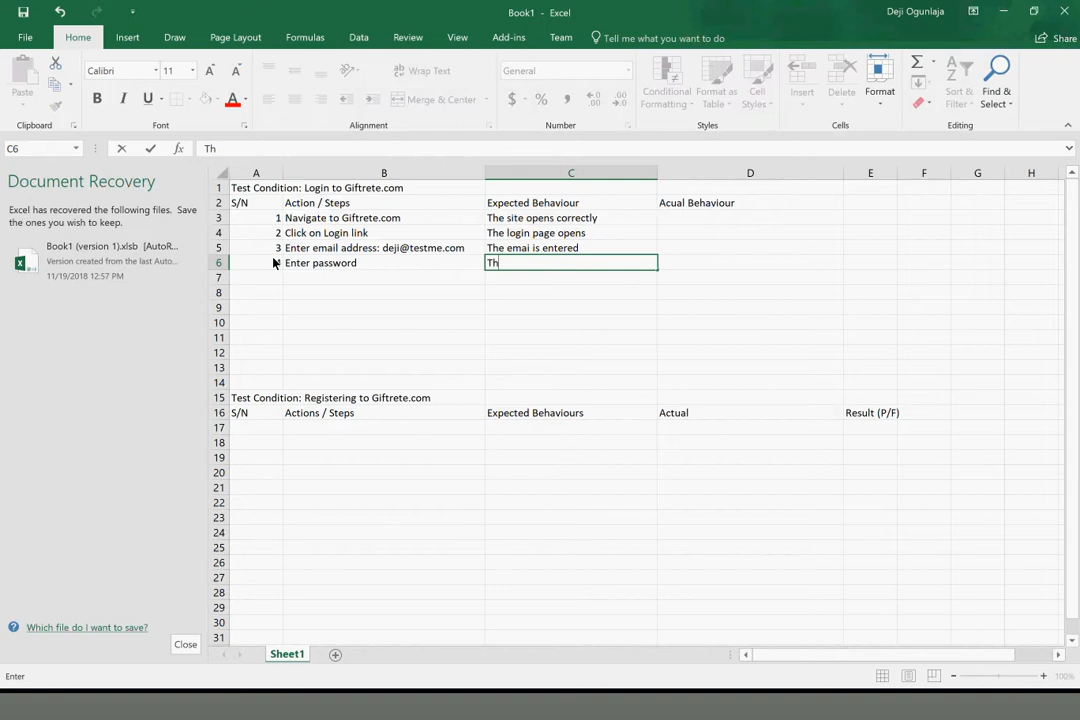 Book1 - Excel
Deji Ogunlaja
File Home Insert Draw Page Layout Formulas Data Review View Add-ins Team Tell me what you want to do Share
Calibri 11 A A Wrap Text General
Paste B I U A Merge & Center $ % , Conditional Formatting Format as Table Cell Styles Insert Delete Format Sort & Filter Find & Select
Clipboard Font Alignment Number Styles Cells Editing
C6 fx Th
Document Recovery
Excel has recovered the following files. Save
the ones you wish to keep.
Book1 (version 1).xlsb [AutoR...
Version created from the last Auto...
11/19/2018 12:57 PM
Which file do I want to save?
Close
A B C D E F G H
1 Test Condition: Login to Giftrete.com
2 S/N Action / Steps Expected Behaviour Acual Behaviour
3 1 Navigate to Giftrete.com The site opens correctly
4 2 Click on Login link The login page opens
5 3 Enter email address: deji@testme.com The emai is entered
6 Enter password Th
7
8
9
10
11
12
13
14
15 Test Condition: Registering to Giftrete.com
16 S/N Actions / Steps Expected Behaviours Actual Result (P/F)
17
18
19
20
21
22
23
24
25
26
27
28
29
30
31
Sheet1
Enter
100%